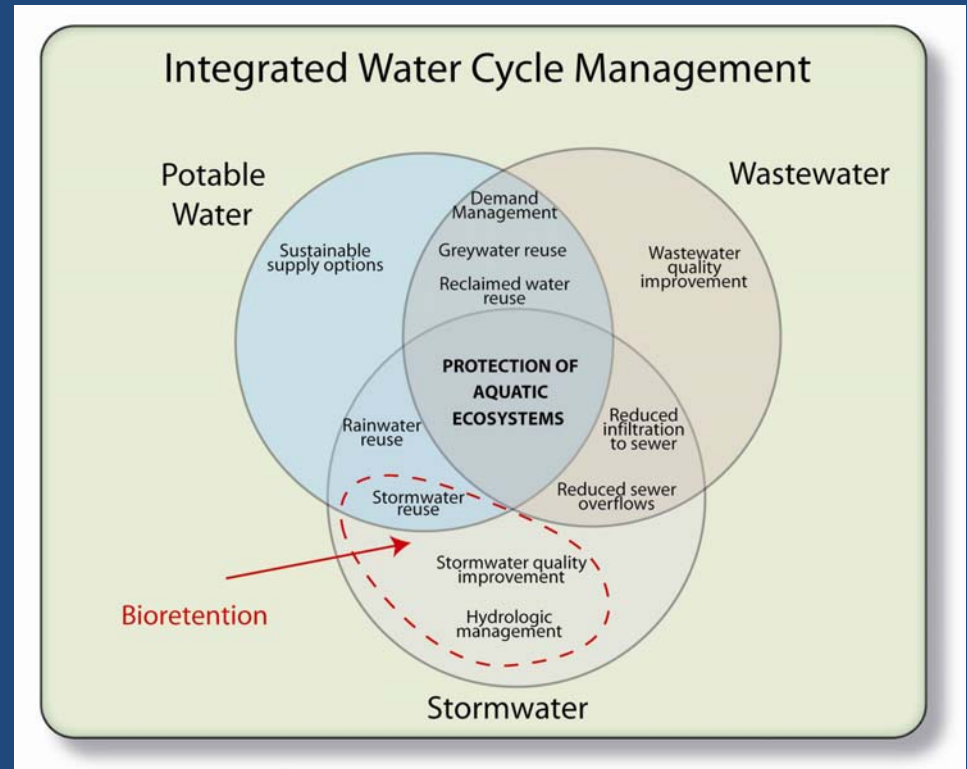 Integrated Water Cycle Management
Potable
Water
Wastewater
Demand
Management
Sustainable
supply options
Greywater reuse
Wastewater
quality
improvement
Reclaimed water
reuse
PROTECTION OF
AQUATIC
ECOSYSTEMS
Rainwater
reuse
Reduced
infiltration
to sewer
Stormwater
reuse
Reduced sewer
overflows
Stormwater quality
improvement
Bioretention
Hydrologic
management
Stormwater